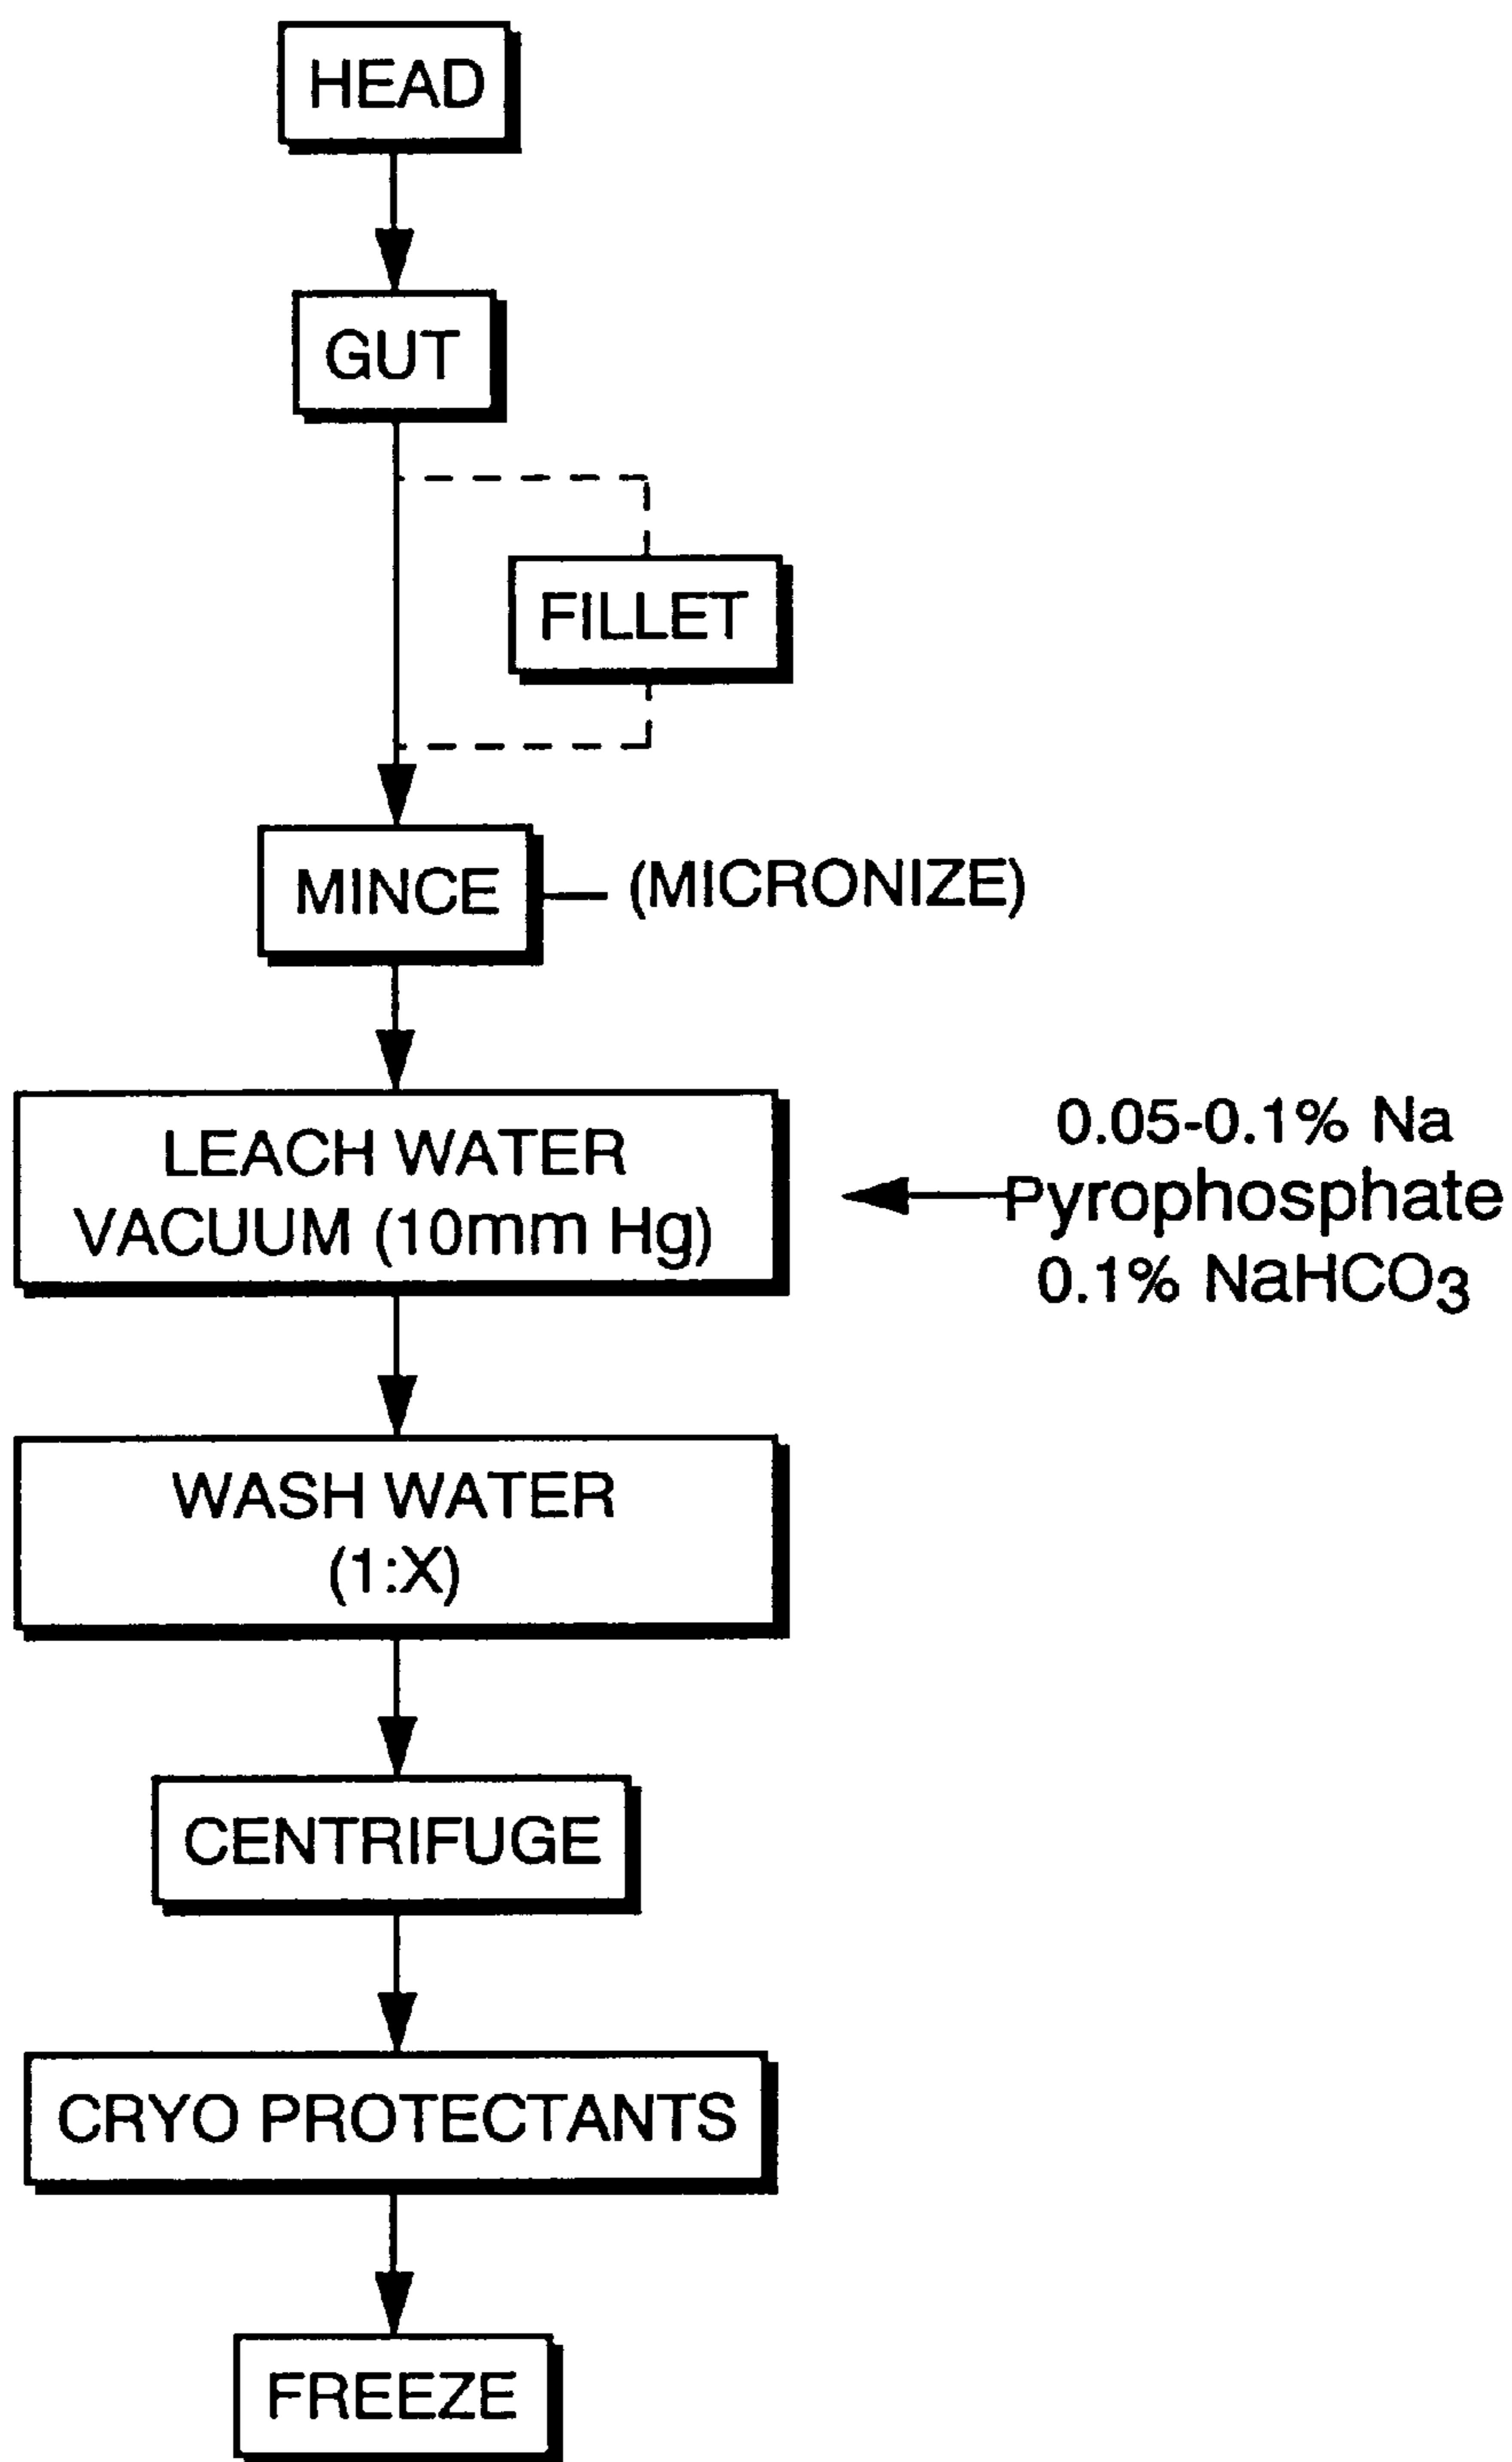 HEAD
GUT
FILLET
MINCE
(MICRONIZE)
LEACH WATER
VACUUM (10mm Hg)
0.05-0.1% Na
Pyrophosphate
0.1% NaHCO₃
WASH WATER
(1:X)
CENTRIFUGE
CRYO PROTECTANTS
FREEZE